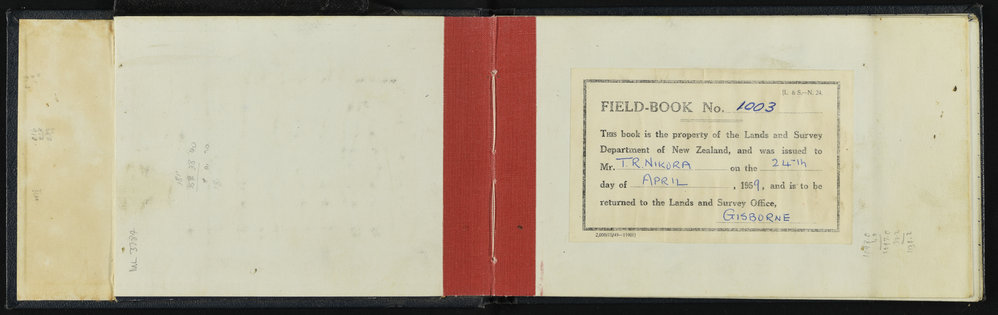 ML 3784
[L. & S.—N. 24.
FIELD-BOOK No. 1003
THIS book is the property of the Lands and Survey
Department of New Zealand, and was issued to
Mr. T.R. NIKORA on the 24th
day of APRIL, 1959, and is to be
returned to the Lands and Survey Office,
GISBORNE